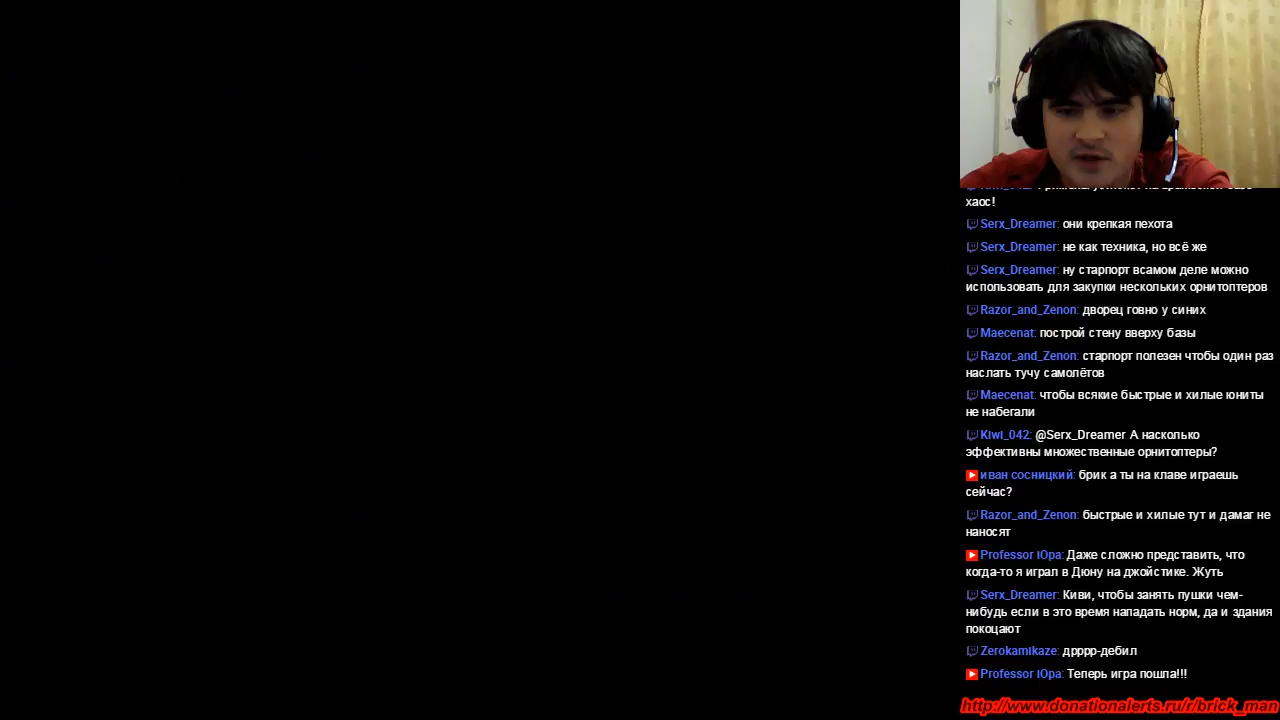 хаос!
Serx_Dreamer: они крепкая пехота
Serx_Dreamer: не как техника, но всё же
Serx_Dreamer: ну старпорт всамом деле можно
использовать для закупки нескольких орнитоптеров
Razor_and_Zenon: дворец говно у синих
Maecenat: построй стену вверху базы
Razor_and_Zenon: старпорт полезен чтобы один раз
наслать тучу самолётов
Maecenat: чтобы всякие быстрые и хилые юниты
не набегали
Kiwi_042: @Serx_Dreamer А насколько
эффективны множественные орнитоптеры?
иван сосницкий: брик а ты на клаве играешь
сейчас?
Razor_and_Zenon: быстрые и хилые тут и дамаг не
наносят
Professor Юра: Даже сложно представить, что
когда-то я играл в Дюну на джойстике. Жуть
Serx_Dreamer: Киви, чтобы занять пушки чем-
нибудь если в это время нападать норм, да и здания
покоцают
Zerokamikaze: дрррр-дебил
Professor Юра: Теперь игра пошла!!!
http://www.donationalerts.ru/r/brick_man